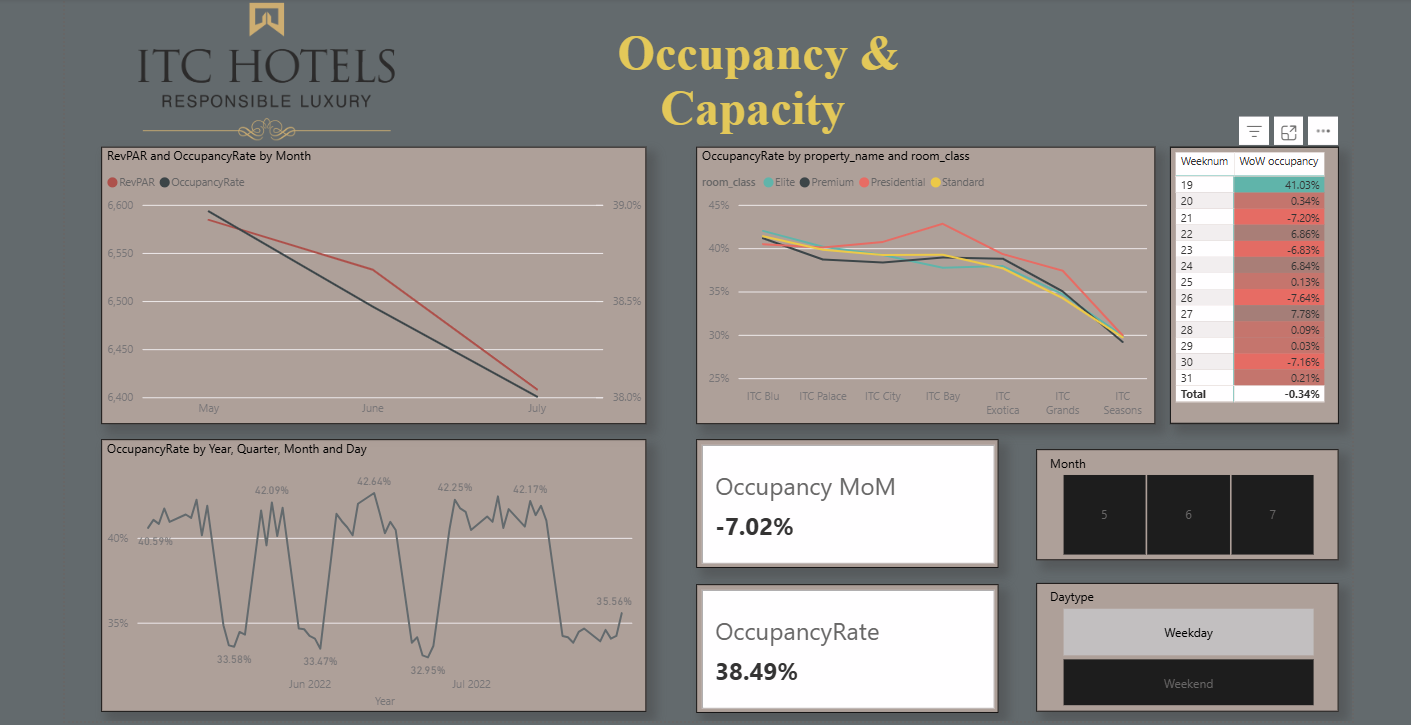 ITC HOTELS
RESPONSIBLE LUXURY
Occupancy &
Capacity
RevPAR and OccupancyRate by Month
RevPAR OccupancyRate
6,600
6,550
6,500
6,450
6,400
39.0%
38.5%
38.0%
May June July
OccupancyRate by property_name and room_class
room_class Elite Premium Presidential Standard
45%
40%
35%
30%
25%
ITC Blu ITC Palace ITC City ITC Bay ITC Exotica ITC Grands ITC Seasons
Weeknum WoW occupancy
19 41.03%
20 0.34%
21 -7.20%
22 6.86%
23 -6.83%
24 6.84%
25 0.13%
26 -7.64%
27 7.78%
28 0.09%
29 0.03%
30 -7.16%
31 0.21%
Total -0.34%
OccupancyRate by Year, Quarter, Month and Day
40%
35%
40.59%
42.09%
42.64%
42.25%
42.17%
35.56%
33.58%
33.47%
32.95%
Jun 2022 Jul 2022
Year
Occupancy MoM
-7.02%
OccupancyRate
38.49%
Month
5 6 7
Daytype
Weekday
Weekend